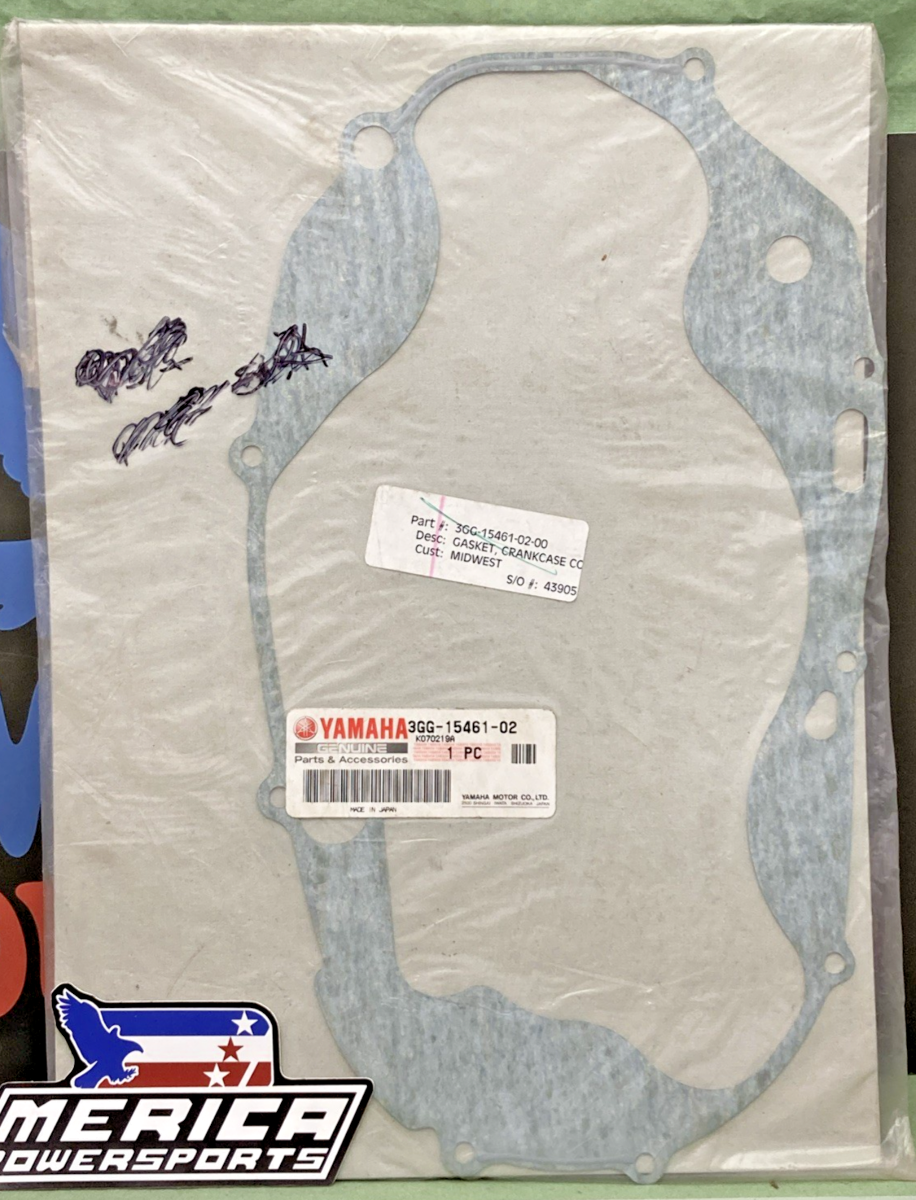 Part #: 3GG-15461-02-00
Desc: GASKET, CRANKCASE CO
Cust: MIDWEST
S/O #: 43905
YAMAHA 3GG-15461-02
K070219A
GENUINE 1 PC
Parts & Accessories
YAMAHA MOTOR CO., LTD.
MADE IN JAPAN
MERICA
POWERSPORTS